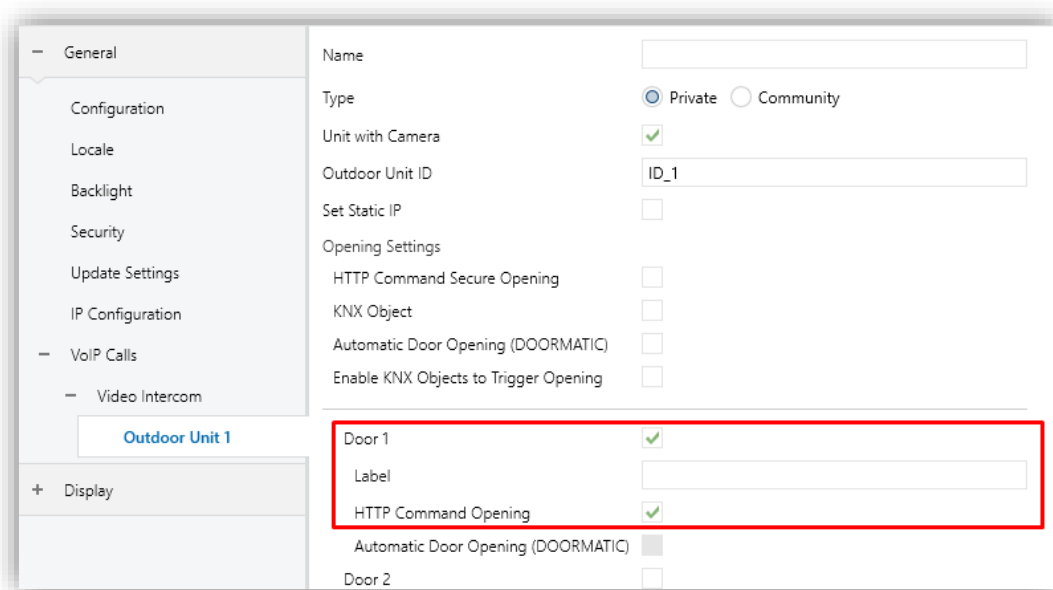 General
Configuration
Locale
Backlight
Security
Update Settings
IP Configuration
VoIP Calls
Video Intercom
Outdoor Unit 1
Display
Name
Type Private Community
Unit with Camera
Outdoor Unit ID ID_1
Set Static IP
Opening Settings
HTTP Command Secure Opening
KNX Object
Automatic Door Opening (DOORMATIC)
Enable KNX Objects to Trigger Opening
Door 1
Label
HTTP Command Opening
Automatic Door Opening (DOORMATIC)
Door 2